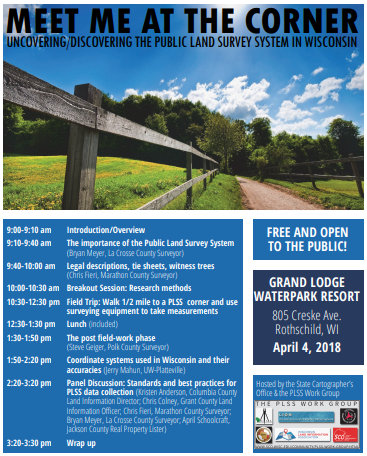 MEET ME AT THE CORNER
UNCOVERING/DISCOVERING THE PUBLIC LAND SURVEY SYSTEM IN WISCONSIN
9:00-9:10 am Introduction/Overview
9:10-9:40 am The importance of the Public Land Survey System
(Bryan Meyer, La Crosse County Surveyor)
9:40-10:00 am Legal descriptions, tie sheets, witness trees
(Chris Fieri, Marathon County Surveyor)
10:00-10:30 am Breakout Session: Research methods
10:30-12:30 pm Field Trip: Walk 1/2 mile to a PLSS corner and use
surveying equipment to take measurements
12:30-1:30 pm Lunch (included)
1:30-1:50 pm The post field-work phase
(Steve Geiger, Polk County Surveyor)
1:50-2:20 pm Coordinate systems used in Wisconsin and their
accuracies (Jerry Mahun, UW-Platteville)
2:20-3:20 pm Panel Discussion: Standards and best practices for
PLSS data collection (Kristen Anderson, Columbia County
Land Information Director; Chris Colney, Grant County Land
Information Officer; Chris Fieri, Marathon County Surveyor;
Bryan Meyer, La Crosse County Surveyor; April Schoolcraft,
Jackson County Real Property Lister)
3:20-3:30 pm Wrap up
FREE AND OPEN
TO THE PUBLIC!
GRAND LODGE
WATERPARK RESORT
805 Creske Ave.
Rothschild, WI
April 4, 2018
Hosted by the State Cartographer's
Office & the PLSS Work Group
THE PLSS WORK GROUP